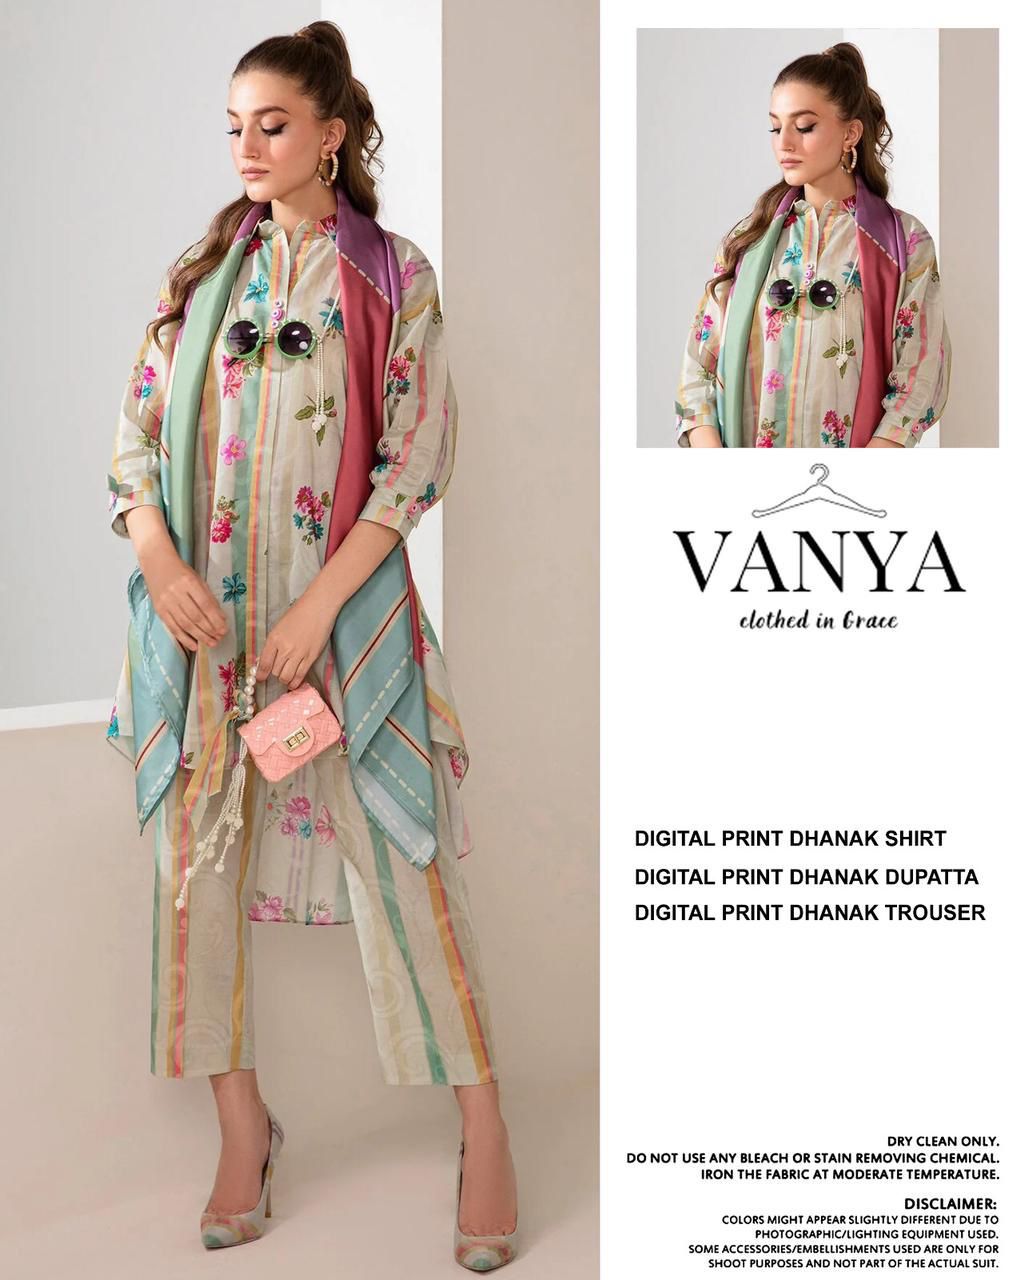 VANYA
clothed in Grace
DIGITAL PRINT DHANAK SHIRT
DIGITAL PRINT DHANAK DUPATTA
DIGITAL PRINT DHANAK TROUSER
DRY CLEAN ONLY.
DO NOT USE ANY BLEACH OR STAIN REMOVING CHEMICAL.
IRON THE FABRIC AT MODERATE TEMPERATURE.
DISCLAIMER:
COLORS MIGHT APPEAR SLIGHTLY DIFFERENT DUE TO
PHOTOGRAPHIC/LIGHTING EQUIPMENT USED.
SOME ACCESSORIES/EMBELLISHMENTS USED ARE ONLY FOR
SHOOT PURPOSES AND NOT PART OF THE ACTUAL SUIT.